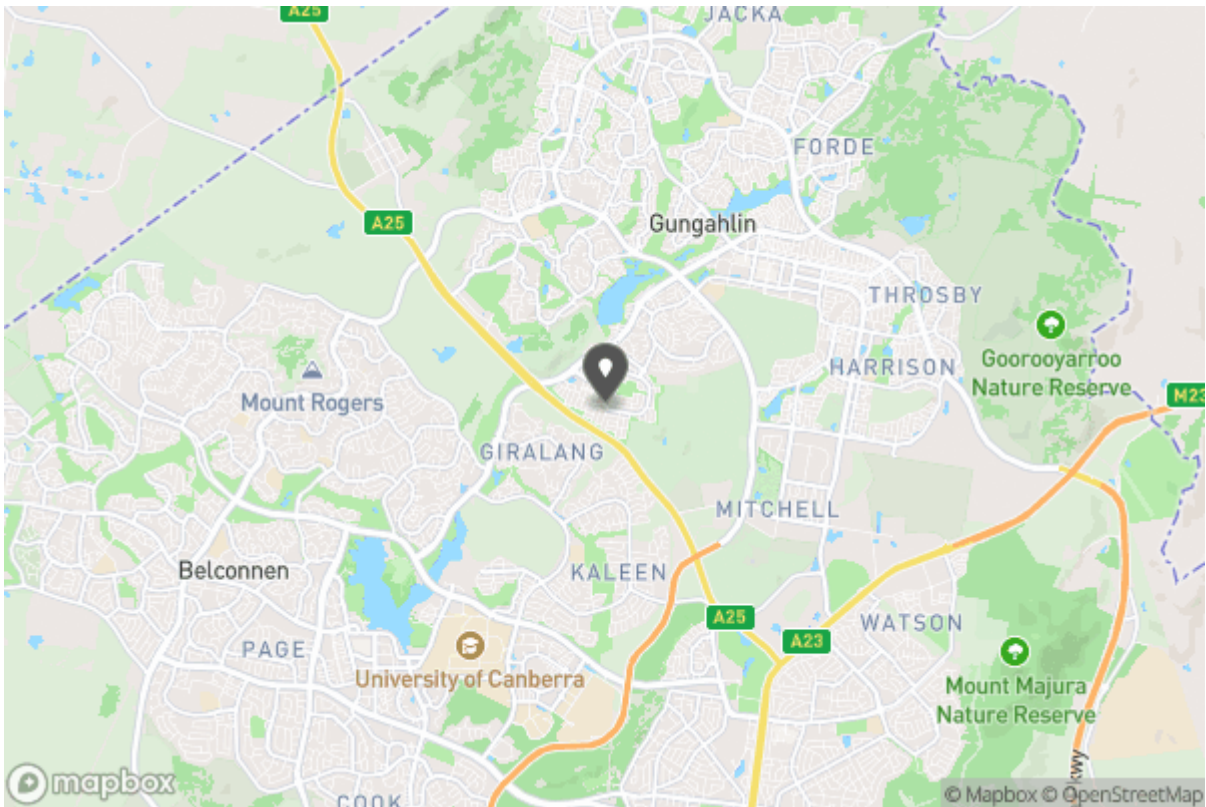 A25
JACKA
FORDE
A25
Gungahlin
THROSBY
Goorooyarroo
Nature Reserve
HARRISON
M23
Mount Rogers
GIRALANG
MITCHELL
Belconnen
KALEEN
A25
A23
WATSON
PAGE
University of Canberra
Mount Majura
Nature Reserve
kwy
mapbox
COOK
© Mapbox © OpenStreetMap